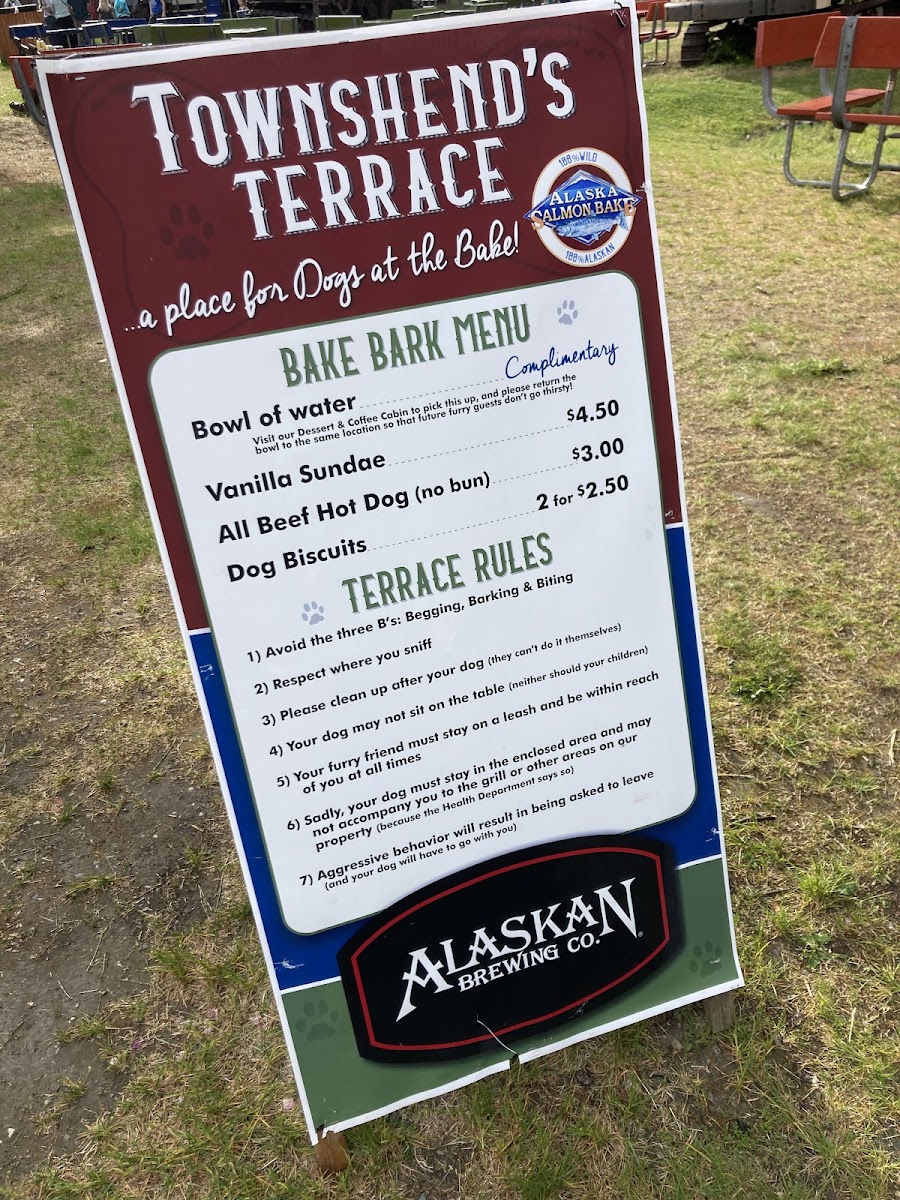 TOWNSHEND'S
TERRACE
100% WILD
ALASKA
SALMON BAKE
100% ALASKAN
...a place for Dogs at the Bake!
BAKE BARK MENU
Bowl of water Complimentary
Visit our Dessert & Coffee Cabin to pick this up, and please return the
bowl to the same location so that future furry guests don't go thirsty!
Vanilla Sundae $4.50
All Beef Hot Dog (no bun) $3.00
Dog Biscuits 2 for $2.50
TERRACE RULES
1) Avoid the three B's: Begging, Barking & Biting
2) Respect where you sniff
3) Please clean up after your dog (they can't do it themselves)
4) Your dog may not sit on the table (neither should your children)
5) Your furry friend must stay on a leash and be within reach
of you at all times
6) Sadly, your dog must stay in the enclosed area and may
not accompany you to the grill or other areas on our
property (because the Health Department says so)
7) Aggressive behavior will result in being asked to leave
(and your dog will have to go with you)
ALASKAN
BREWING CO.®